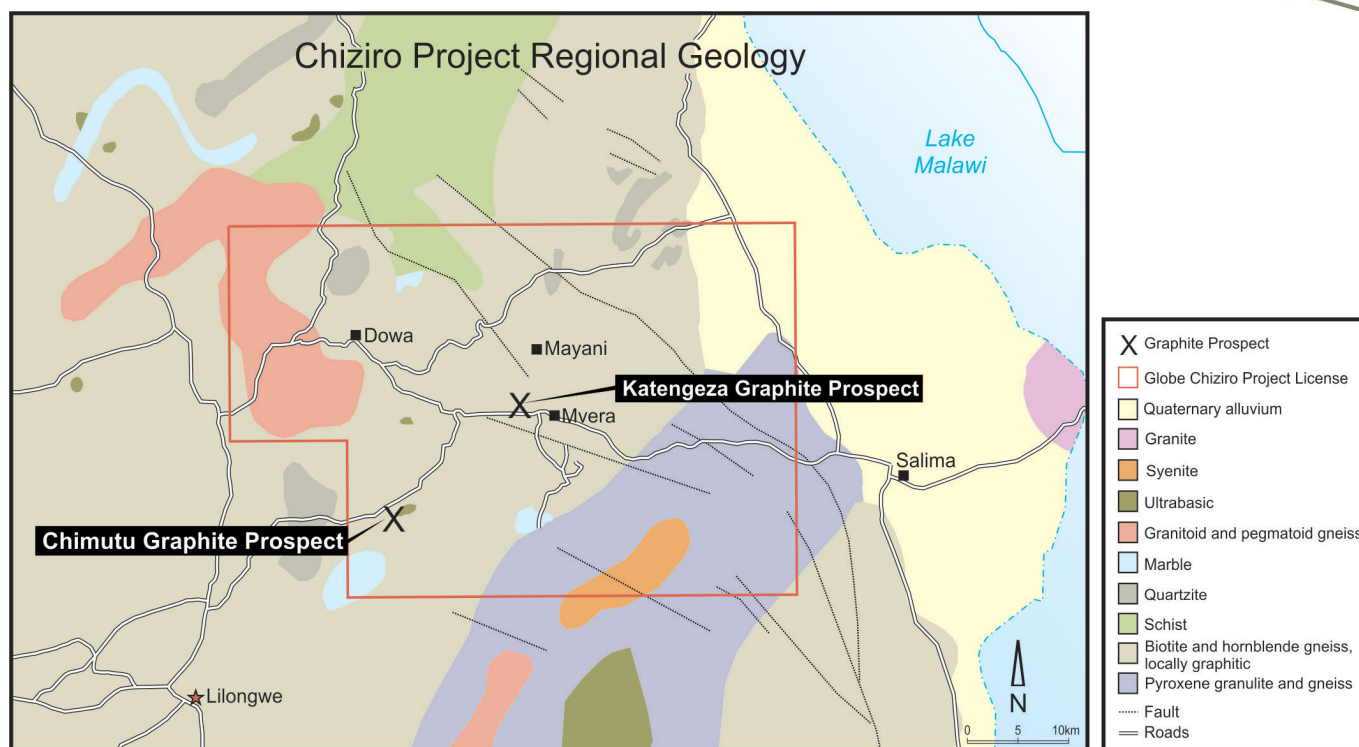 Chiziro Project Regional Geology
Lake
Malawi
Dowa
Mayani
Katengeza Graphite Prospect
Mvera
Salima
Chimutu Graphite Prospect
Lilongwe
N
0 5 10km
X Graphite Prospect
Globe Chiziro Project License
Quaternary alluvium
Granite
Syenite
Ultrabasic
Granitoid and pegmatoid gneiss
Marble
Quartzite
Schist
Biotite and hornblende gneiss,
locally graphitic
Pyroxene granulite and gneiss
Fault
Roads